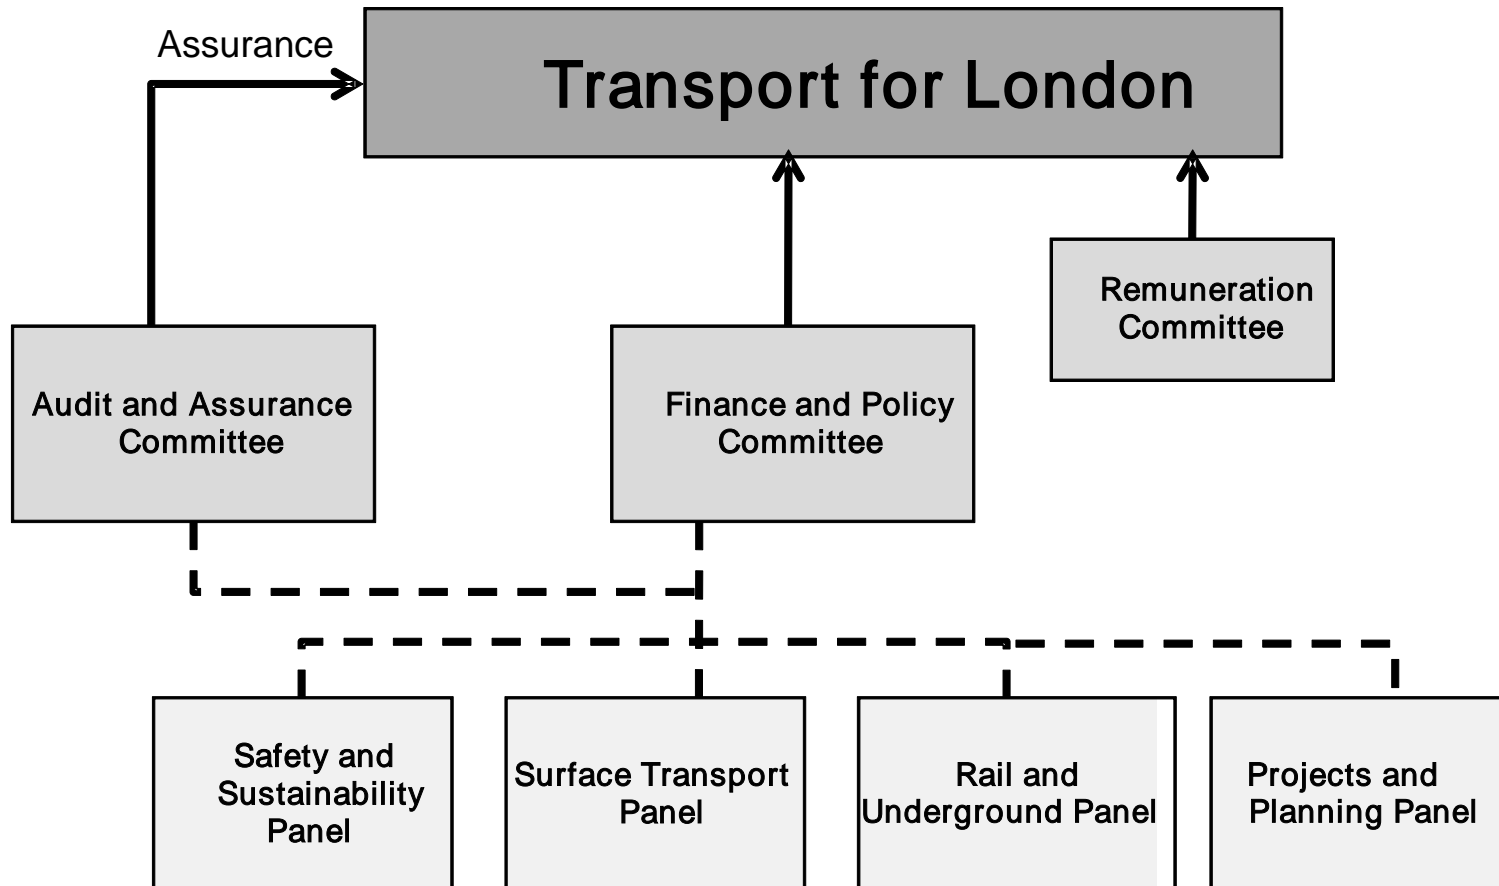 Assurance
Transport for London
Remuneration
Committee
Audit and Assurance
Committee
Finance and Policy
Committee
Safety and
Sustainability
Panel
Surface Transport
Panel
Rail and
Underground Panel
Projects and
Planning Panel